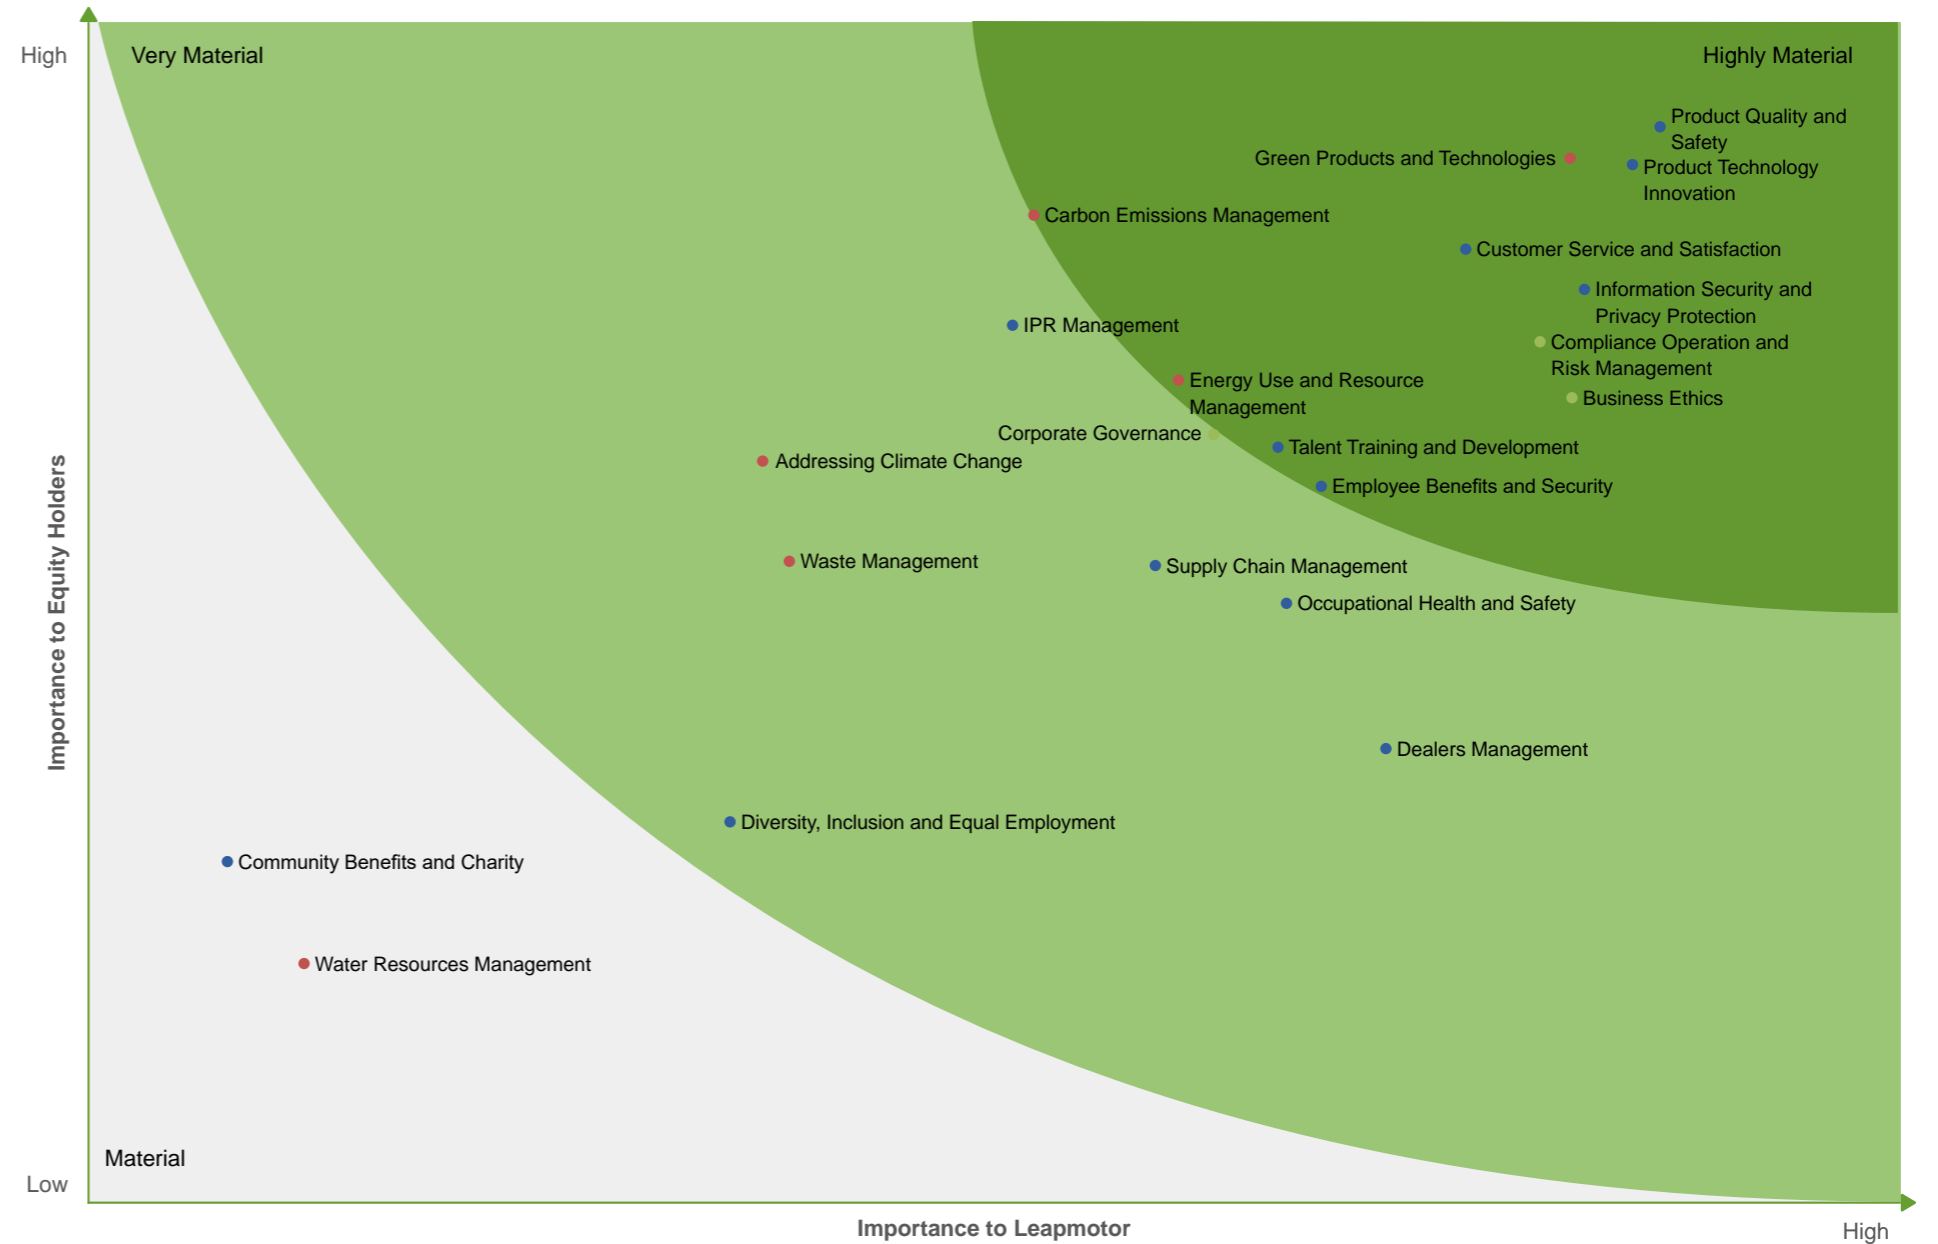 High
Very Material
Highly Material
Product Quality and
Safety
Green Products and Technologies
Product Technology
Innovation
Carbon Emissions Management
Customer Service and Satisfaction
Information Security and
Privacy Protection
IPR Management
Compliance Operation and
Risk Management
Energy Use and Resource
Management
Business Ethics
Corporate Governance
Talent Training and Development
Addressing Climate Change
Employee Benefits and Security
Waste Management
Supply Chain Management
Occupational Health and Safety
Importance to Equity Holders
Dealers Management
Diversity, Inclusion and Equal Employment
Community Benefits and Charity
Water Resources Management
Material
Low
Importance to Leapmotor
High